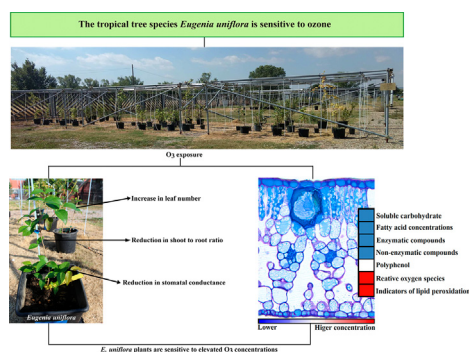 The tropical tree species Eugenia uniflora is sensitive to ozone
O3 exposure
Increase in leaf number
Reduction in shoot to root ratio
Reduction in stomatal conductance
Eugenia uniflora
Soluble carbohydrate
Fatty acid concentrations
Enzymatic compounds
Non-enzymatic compounds
Polyphenol
Reative oxygen species
Indicators of lipid peroxidation
Lower
Higer concentration
E. uniflora plants are sensitive to elevated O3 concentrations